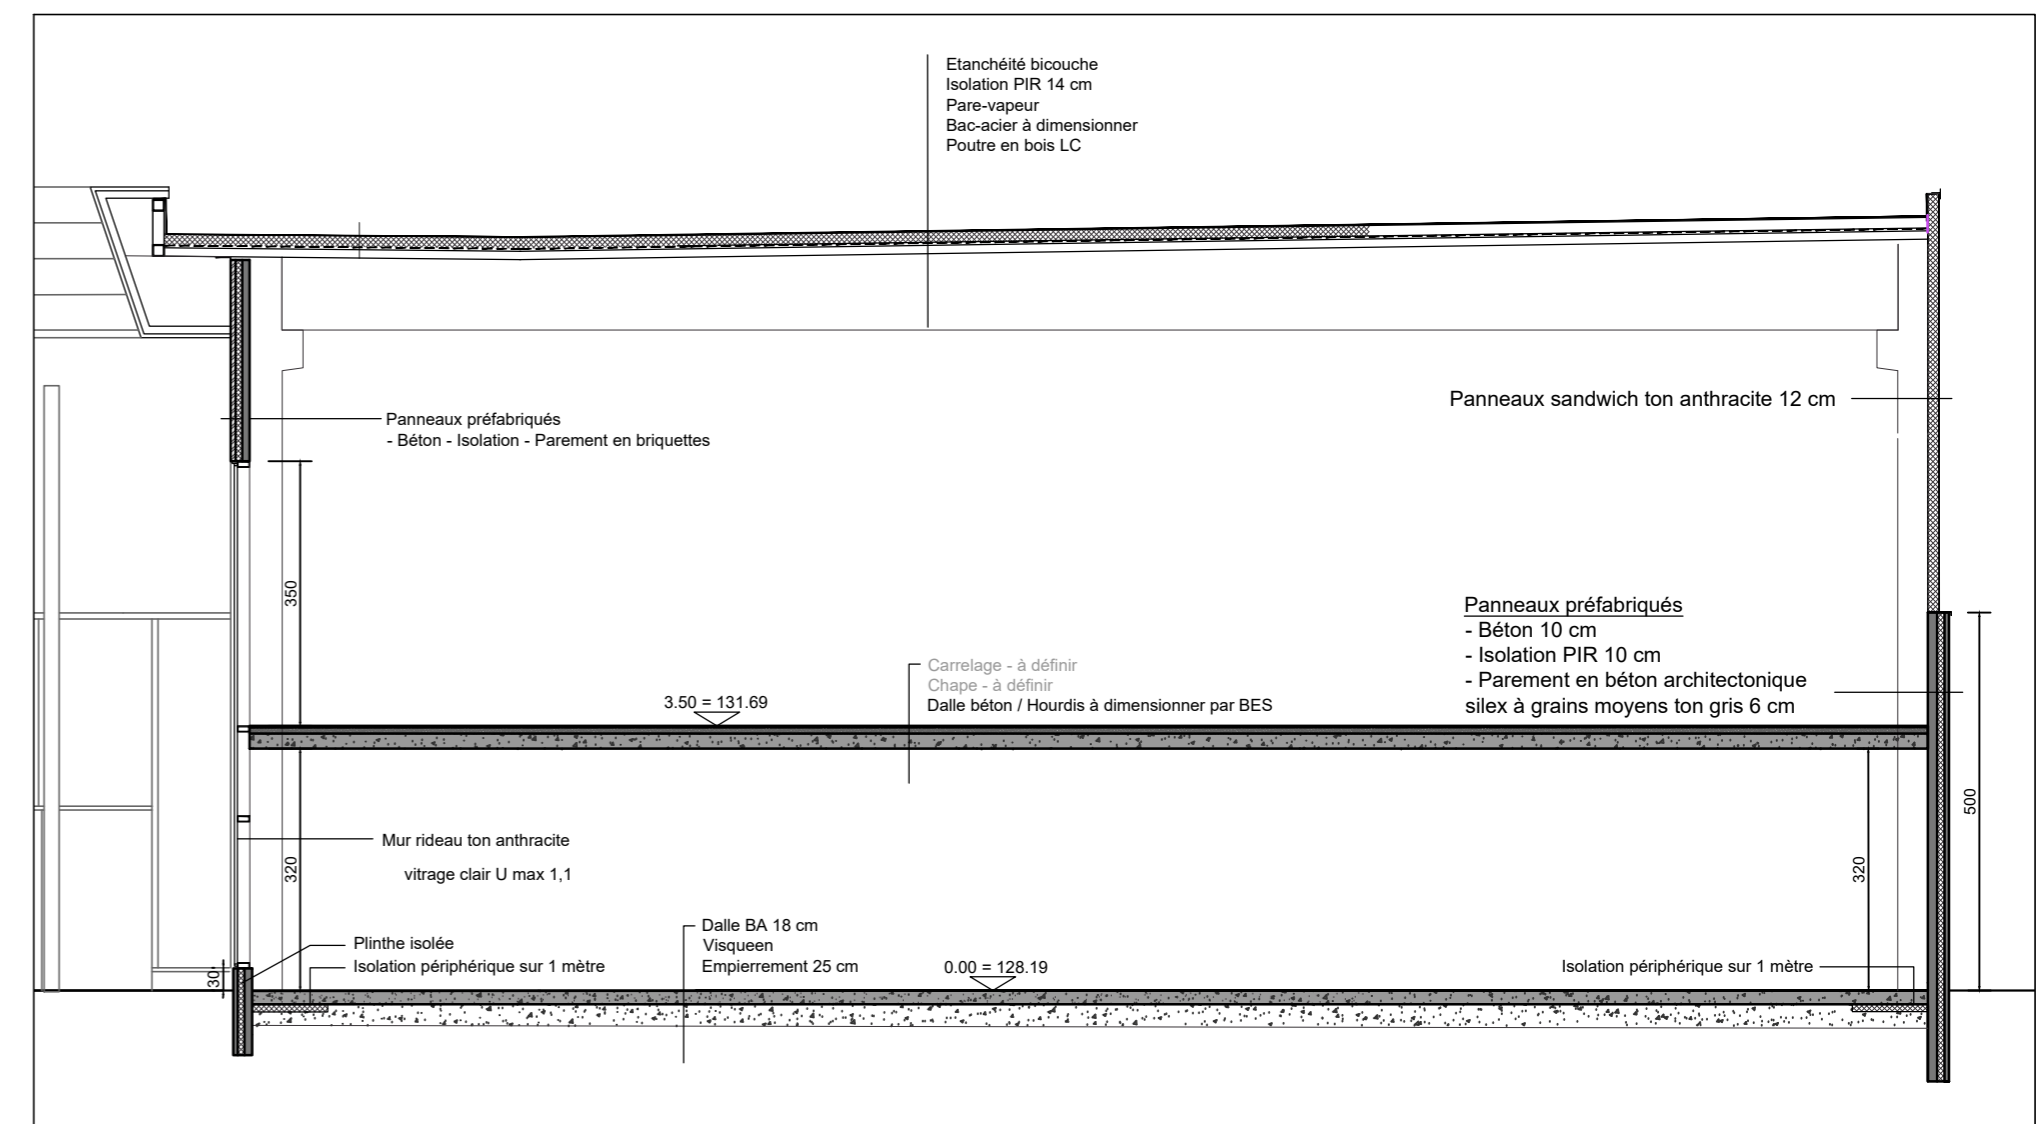 Etanchéité bicouche
Isolation PIR 14 cm
Pare-vapeur
Bac-acier à dimensionner
Poutre en bois LC
Panneaux sandwich ton anthracite 12 cm
Panneaux préfabriqués
- Béton - Isolation - Parement en briquettes
350
Panneaux préfabriqués
- Béton 10 cm
- Isolation PIR 10 cm
- Parement en béton architectonique
silex à grains moyens ton gris 6 cm
Carrelage - à définir
Chape - à définir
Dalle béton / Hourdis à dimensionner par BES
3.50 = 131.69
500
Mur rideau ton anthracite
vitrage clair U max 1,1
320
320
Dalle BA 18 cm
Visqueen
Empierrement 25 cm
Plinthe isolée
Isolation périphérique sur 1 mètre
30
0.00 = 128.19
Isolation périphérique sur 1 mètre